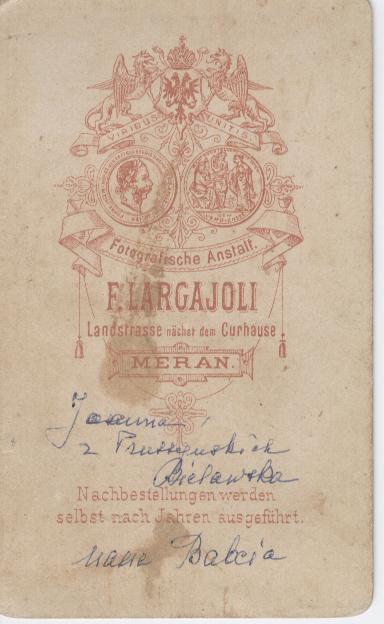 VIRIBUS UNITIS
Fotografische Anstalt.
F. LARGAJOLI
Landstrasse nächst dem Curhause.
MERAN.
Joanna
z Pruszyńskich
Bielawska
Nachbestellungen werden
selbst nach Jahren ausgeführt.
nasza Babcia